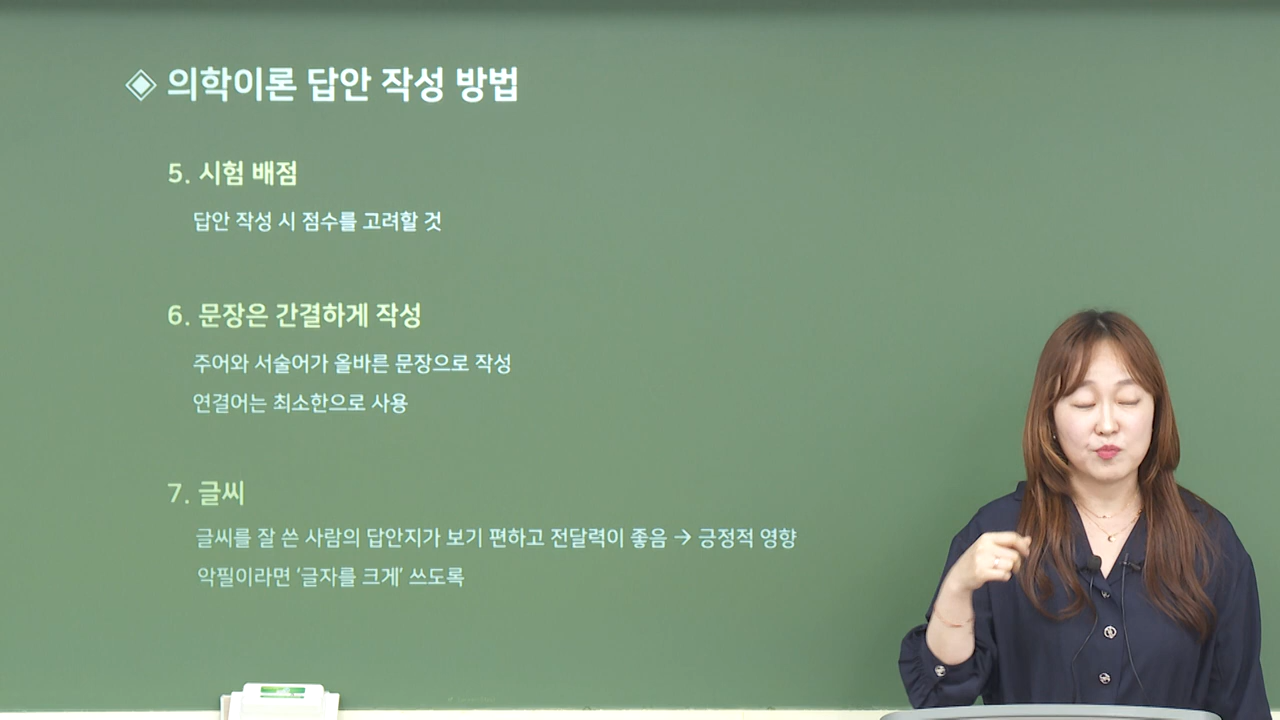 ◈ 의학이론 답안 작성 방법
5. 시험 배점
답안 작성 시 점수를 고려할 것
6. 문장은 간결하게 작성
주어와 서술어가 올바른 문장으로 작성
연결어는 최소한으로 사용
7. 글씨
글씨를 잘 쓴 사람의 답안지가 보기 편하고 전달력이 좋음 → 긍정적 영향
악필이라면 ‘글자를 크게’ 쓰도록